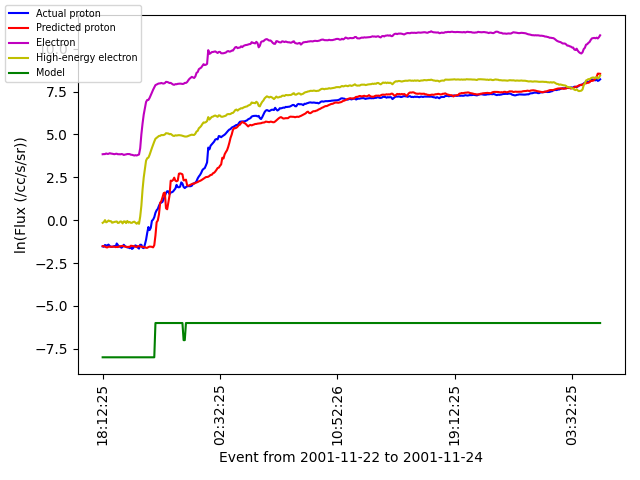 Actual proton
Predicted proton
Electron
High-energy electron
Model
10.0
7.5
5.0
2.5
0.0
−2.5
−5.0
−7.5
ln(Flux (/cc/s/sr))
18:12:25
02:32:25
10:52:26
19:12:25
03:32:25
Event from 2001-11-22 to 2001-11-24